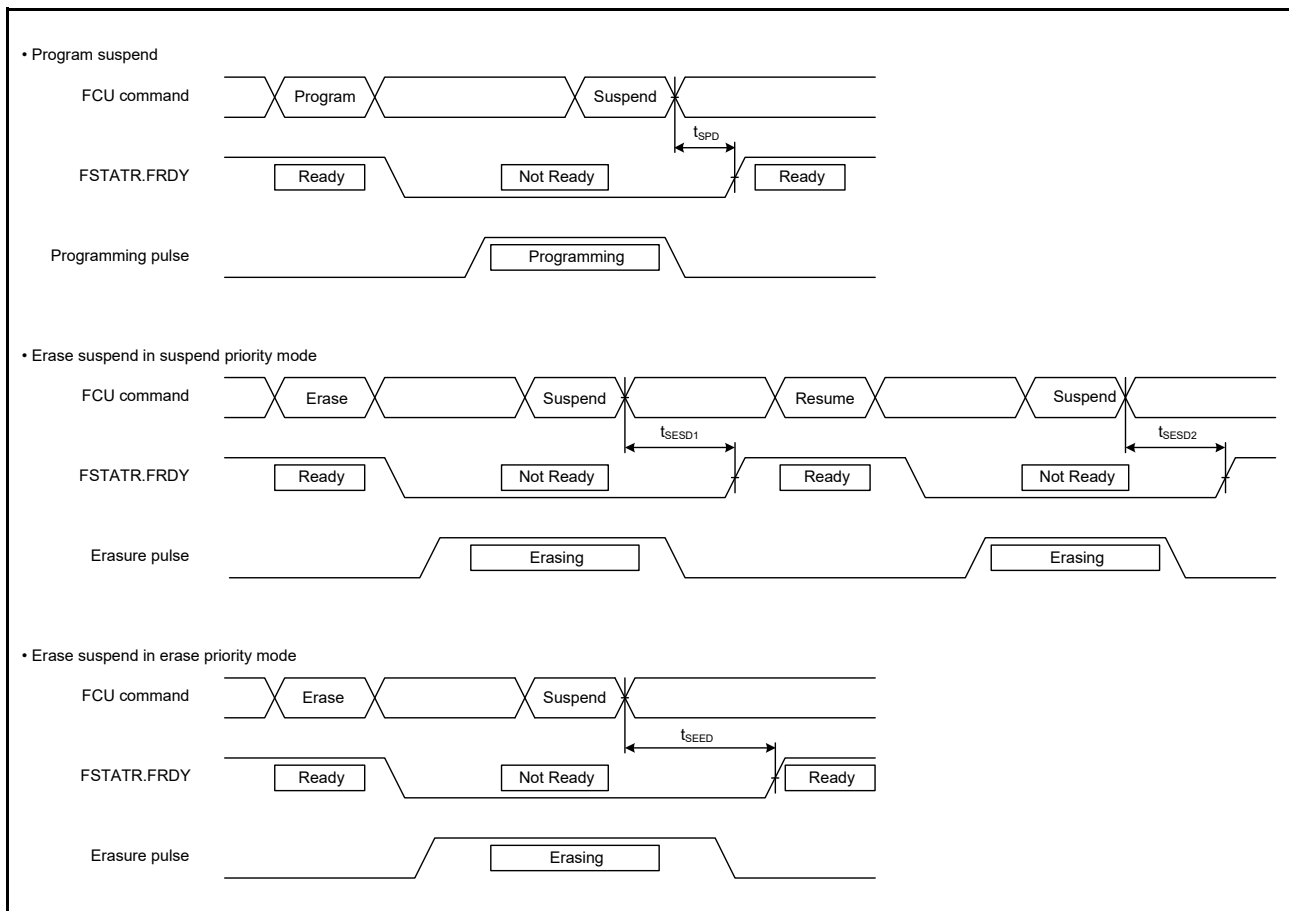 • Program suspend
FCU command Program Suspend
tSPD
FSTATR.FRDY Ready Not Ready Ready
Programming pulse Programming
• Erase suspend in suspend priority mode
FCU command Erase Suspend Resume Suspend
tSESD1 tSESD2
FSTATR.FRDY Ready Not Ready Ready Not Ready
Erasure pulse Erasing Erasing
• Erase suspend in erase priority mode
FCU command Erase Suspend
tSEED
FSTATR.FRDY Ready Not Ready Ready
Erasure pulse Erasing